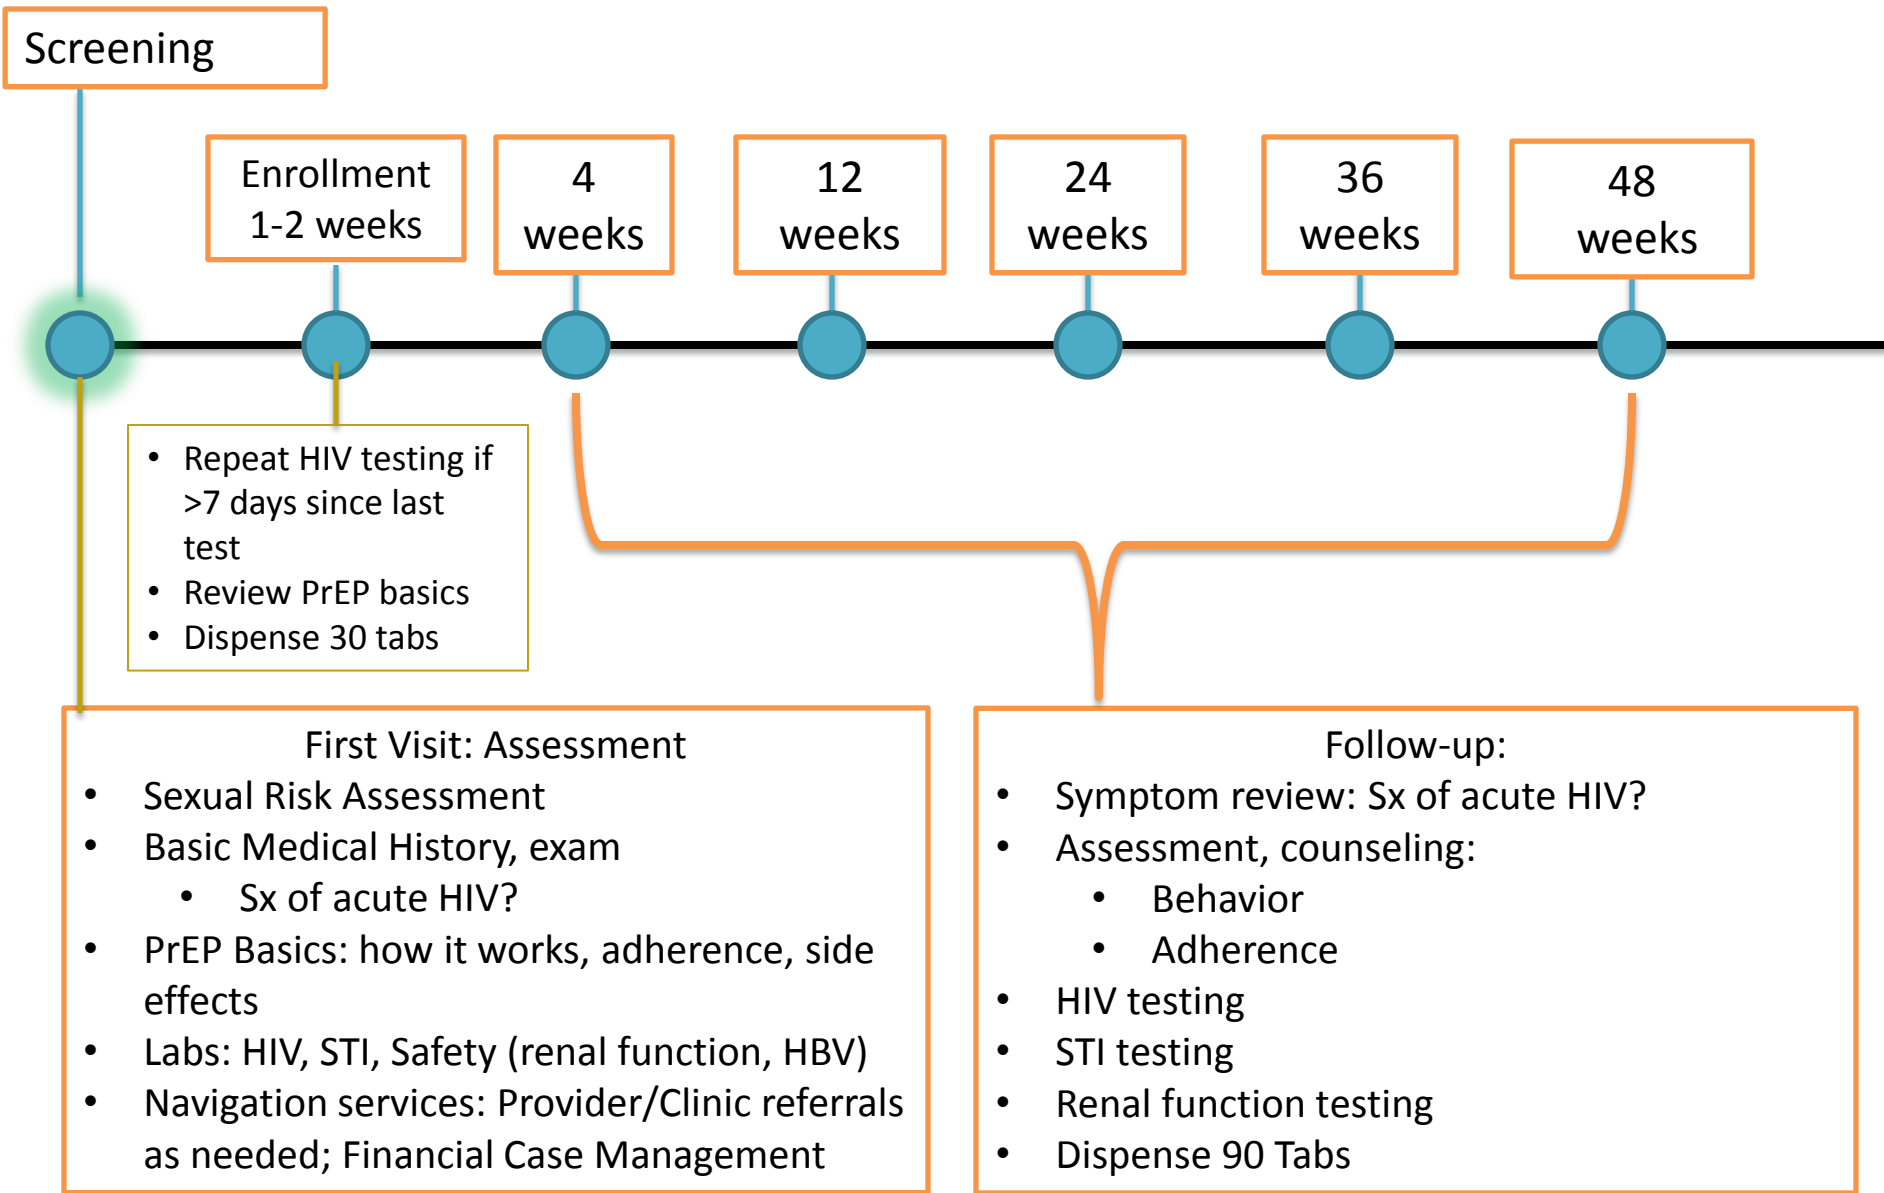 Screening
Enrollment
1-2 weeks
4
weeks
12
weeks
24
weeks
36
weeks
48
weeks
• Repeat HIV testing if
>7 days since last
test
• Review PrEP basics
• Dispense 30 tabs
First Visit: Assessment
• Sexual Risk Assessment
• Basic Medical History, exam
• Sx of acute HIV?
• PrEP Basics: how it works, adherence, side
effects
• Labs: HIV, STI, Safety (renal function, HBV)
• Navigation services: Provider/Clinic referrals
as needed; Financial Case Management
Follow-up:
• Symptom review: Sx of acute HIV?
• Assessment, counseling:
• Behavior
• Adherence
• HIV testing
• STI testing
• Renal function testing
• Dispense 90 Tabs